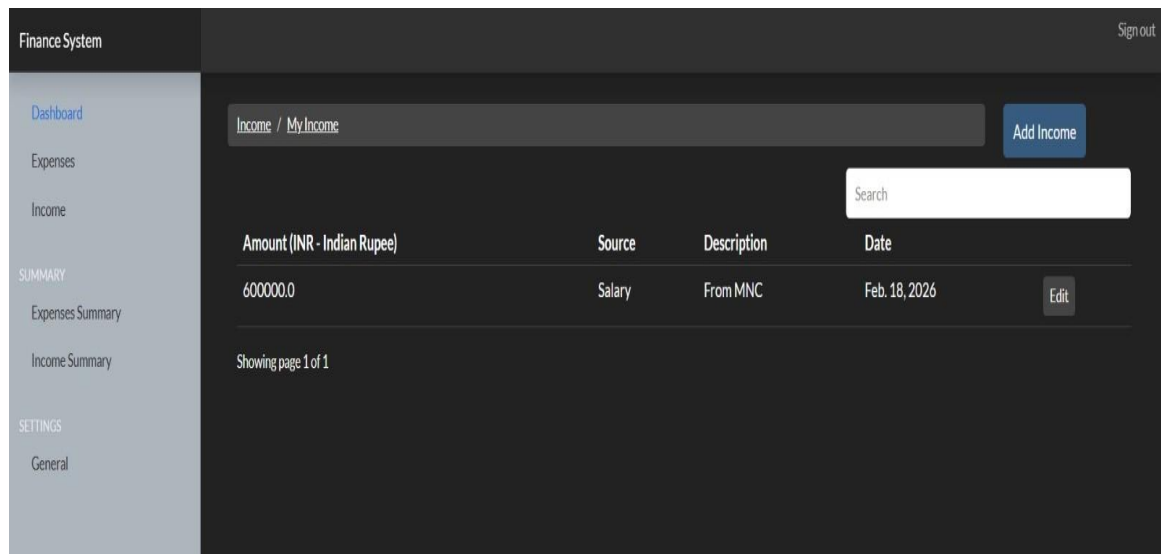 Finance System
Sign out
Dashboard
Expenses
Income
SUMMARY
Expenses Summary
Income Summary
SETTINGS
General
Income / My Income
Add Income
Search
Amount (INR - Indian Rupee) Source Description Date
600000.0 Salary From MNC Feb. 18, 2026 Edit
Showing page 1 of 1